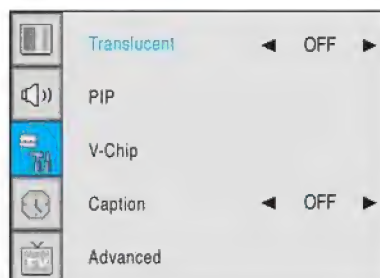 Translucent ◀ OFF ▶
PIP
V-Chip
Caption ◀ OFF ▶
Advanced